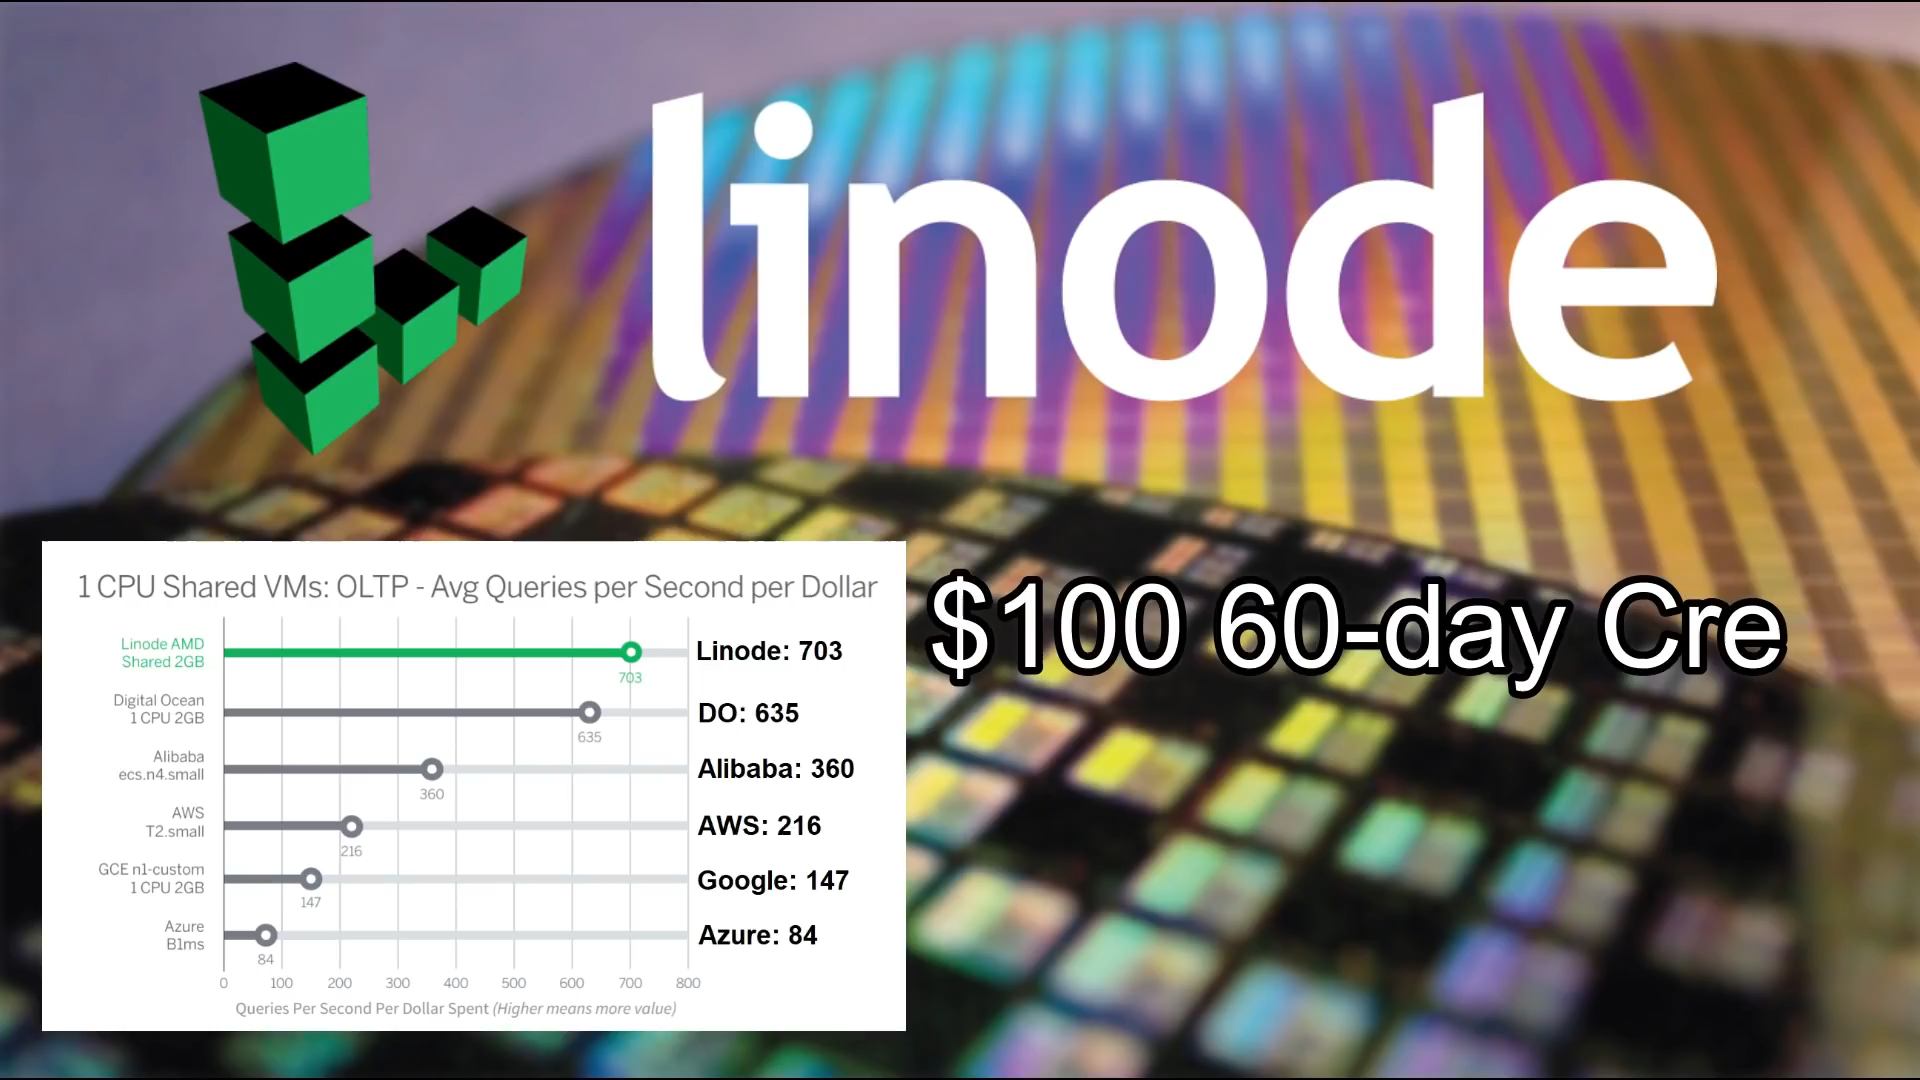 linode
1 CPU Shared VMs: OLTP - Avg Queries per Second per Dollar
Linode AMD
Shared 2GB
703
Linode: 703
Digital Ocean
1 CPU 2GB
635
DO: 635
Alibaba
ecs.n4.small
360
Alibaba: 360
AWS
T2.small
216
AWS: 216
GCE n1-custom
1 CPU 2GB
147
Google: 147
Azure
B1ms
84
Azure: 84
0 100 200 300 400 500 600 700 800
Queries Per Second Per Dollar Spent (Higher means more value)
$100 60-day Cre